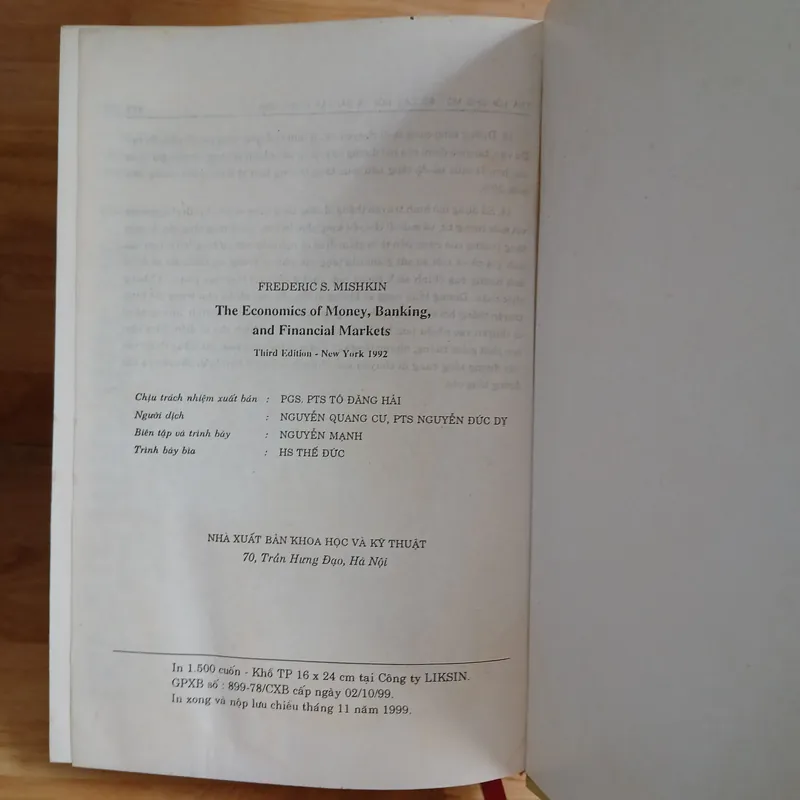 FREDERIC S. MISHKIN
The Economics of Money, Banking,
and Financial Markets
Third Edition - New York 1992
Chịu trách nhiệm xuất bản : PGS. PTS TÔ ĐĂNG HẢI
Người dịch : NGUYỄN QUANG CƯ, PTS NGUYỄN ĐỨC DỴ
Biên tập và trình bày : NGUYỄN MẠNH
Trình bày bìa : HS THẾ ĐỨC
NHÀ XUẤT BẢN KHOA HỌC VÀ KỸ THUẬT
70, Trần Hưng Đạo, Hà Nội
In 1.500 cuốn - Khổ TP 16 x 24 cm tại Công ty LIKSIN.
GPXB số : 899-78/CXB cấp ngày 02/10/99.
In xong và nộp lưu chiểu tháng 11 năm 1999.